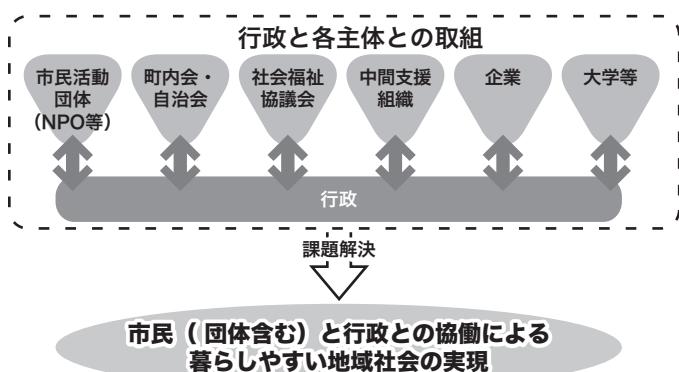 行政と各主体との取組
市民活動
団体
（NPO等）
町内会・
自治会
社会福祉
協議会
中間支援
組織
企業
大学等
行政
課題解決
市民（ 団体含む）と行政との協働による
暮らしやすい地域社会の実現